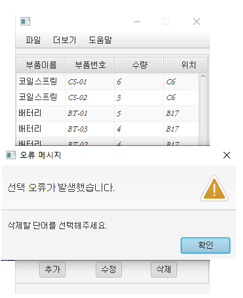 파일 더보기 도움말
부품이름 부품번호 수량 위치
코일스프링 CS-01 6 C6
코일스프링 CS-02 3 C6
배터리 BT-01 5 B17
배터리 BT-03 4 B17
배터리 BT-02 4 B17
오류 메시지
선택 오류가 발생했습니다.
삭제할 단어를 선택해주세요.
확인
추가 수정 삭제